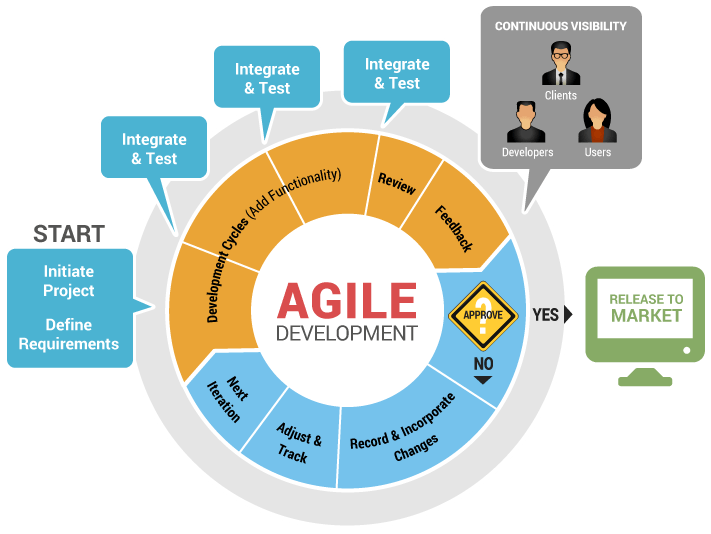 CONTINUOUS VISIBILITY
Clients
Developers
Users
Integrate
& Test
Integrate
& Test
Integrate
& Test
START
Initiate
Project
Define
Requirements
Development Cycles (Add Functionality)
Review
Feedback
AGILE
DEVELOPMENT
?
APPROVE
YES
NO
RELEASE TO
MARKET
Record & Incorporate
Changes
Adjust &
Track
Next
Iteration